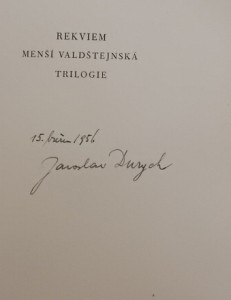 REKVIEM
MENŠÍ VALDŠTEJNSKÁ
TRILOGIE
15. března 1956
Jaroslav Durych